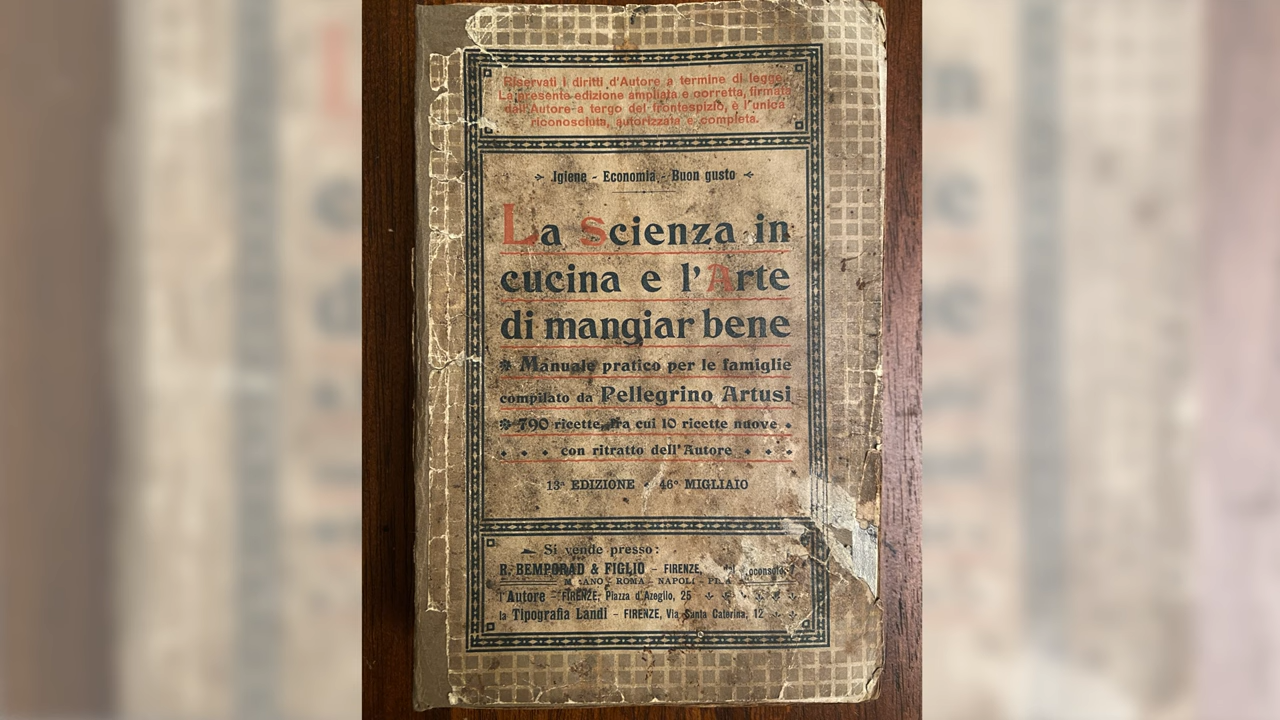 Riservati i diritti d'Autore a termine di legge.
La presente edizione ampliata e corretta, firmata
dall'Autore a tergo del frontespizio, è l'unica
riconosciuta, autorizzata e completa.
Igiene - Economia - Buon gusto
La Scienza in
cucina e l'Arte
di mangiar bene
Manuale pratico per le famiglie
compilato da Pellegrino Artusi
790 ricette, fra cui 10 ricette nuove
con ritratto dell'Autore
13ª EDIZIONE - 46º MIGLIAIO
Si vende presso:
R. BEMPORAD & FIGLIO - FIRENZE, 7
MILANO - ROMA - NAPOLI -
l'Autore - FIRENZE, Piazza d'Azeglio, 25
la Tipografia Landi - FIRENZE, Via Santa Caterina, 12